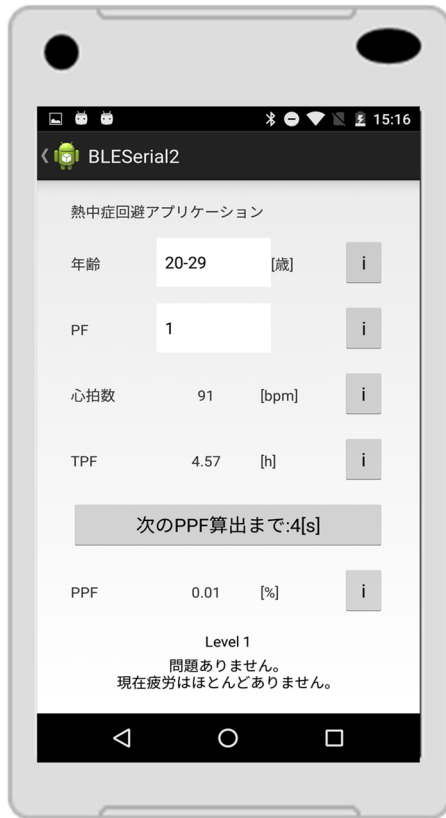 15:16
BLESerial2
熱中症回避アプリケーション
年齢 20-29 [歳] i
PF 1 i
心拍数 91 [bpm] i
TPF 4.57 [h] i
次のPPF算出まで:4[s]
PPF 0.01 [%] i
Level 1
問題ありません。
現在疲労はほとんどありません。